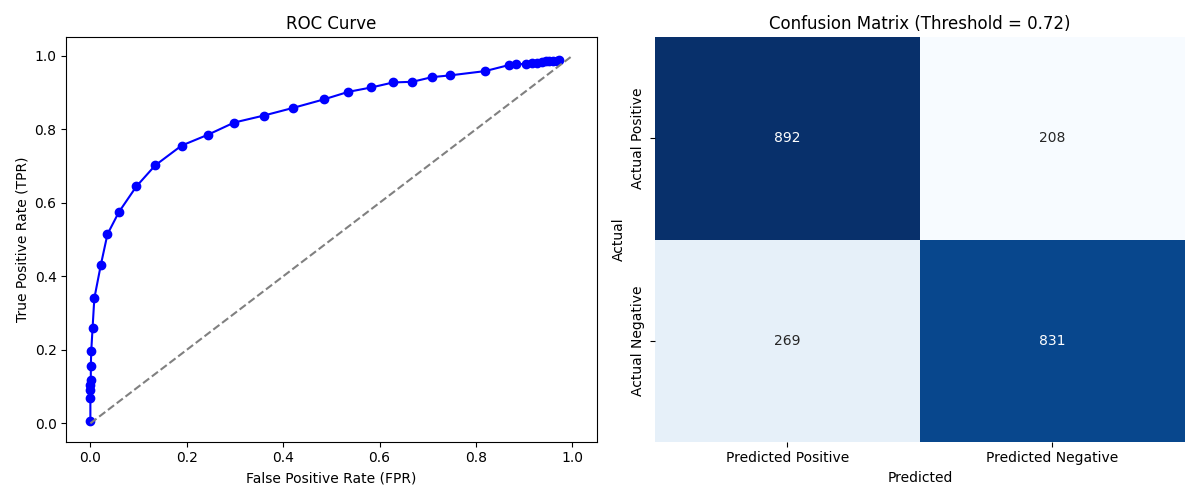 ROC Curve
True Positive Rate (TPR)
1.0
0.8
0.6
0.4
0.2
0.0
0.0 0.2 0.4 0.6 0.8 1.0
False Positive Rate (FPR)
Confusion Matrix (Threshold = 0.72)
Actual
Actual Positive
892 208
Actual Negative
269 831
Predicted Positive Predicted Negative
Predicted